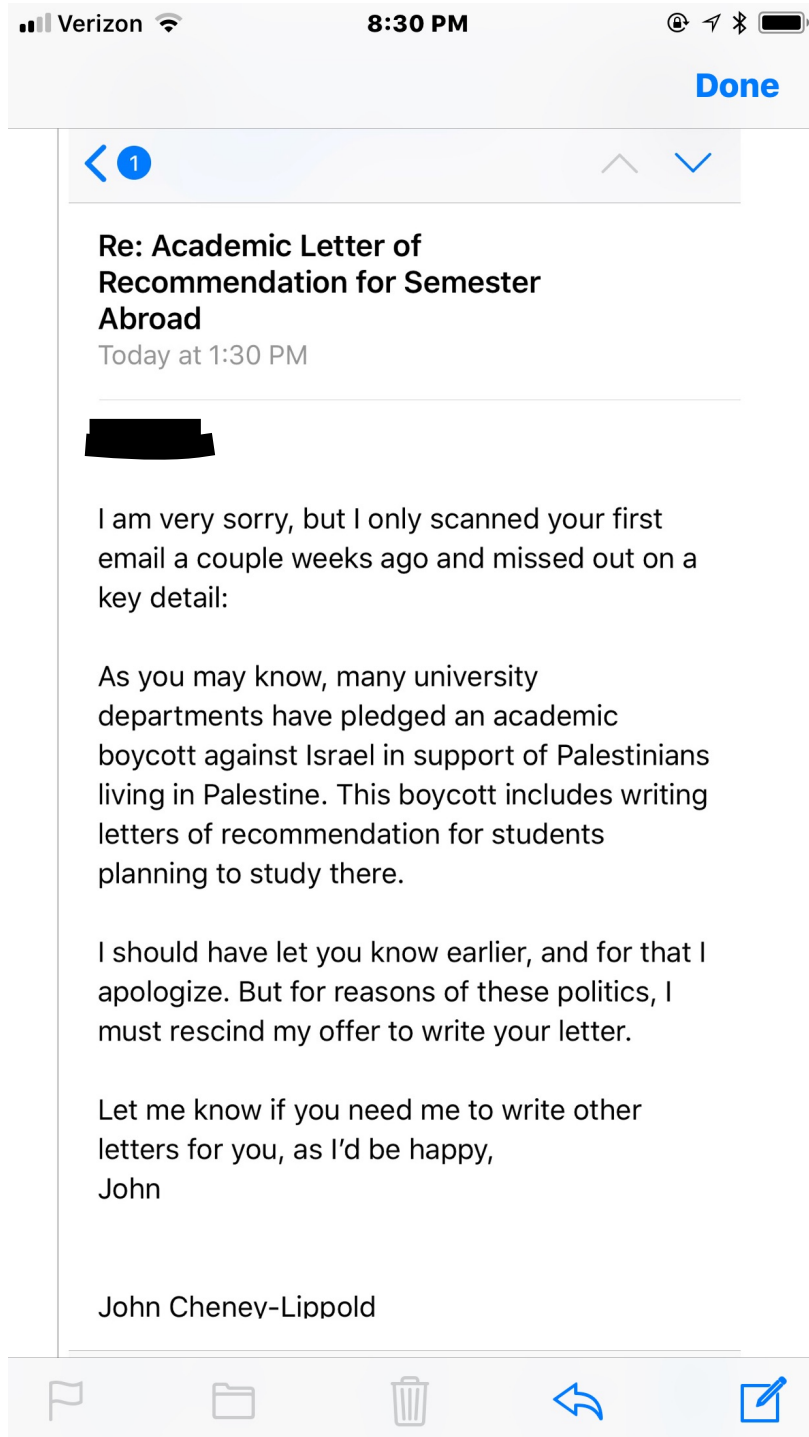 Verizon 8:30 PM
Done
1
Re: Academic Letter of
Recommendation for Semester
Abroad
Today at 1:30 PM
I am very sorry, but I only scanned your first
email a couple weeks ago and missed out on a
key detail:
As you may know, many university
departments have pledged an academic
boycott against Israel in support of Palestinians
living in Palestine. This boycott includes writing
letters of recommendation for students
planning to study there.
I should have let you know earlier, and for that I
apologize. But for reasons of these politics, I
must rescind my offer to write your letter.
Let me know if you need me to write other
letters for you, as I’d be happy,
John
John Cheney-Lippold